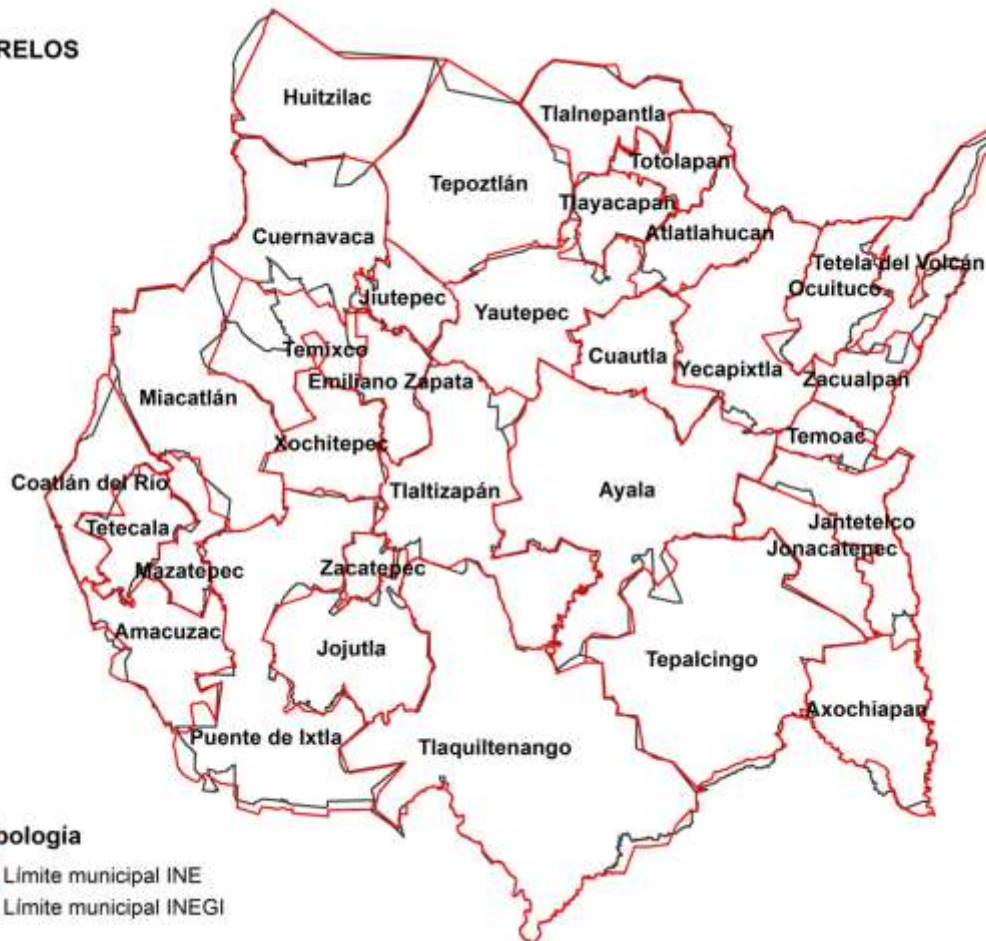 RELOS
Huitzilac
Tlalnepantla
Totolapan
Tepoztlán
Tlayacapan
Atlatlahucan
Cuernavaca
Tetela del Volcán
Ocuituco
Jiutepec
Yautepec
Temixco
Cuautla
Yecapixtla
Emiliano Zapata
Zacualpan
Miacatlán
Temoac
Xochitepec
Coatlán del Río
Tlaltizapán
Ayala
Tetecala
Jantetelco
Jonacatepec
Zacatepec
Mazatepec
Amacuzac
Jojutla
Tepalcingo
Axochiapan
Puente de Ixtla
Tlaquiltenango
pología
Límite municipal INE
Límite municipal INEGI